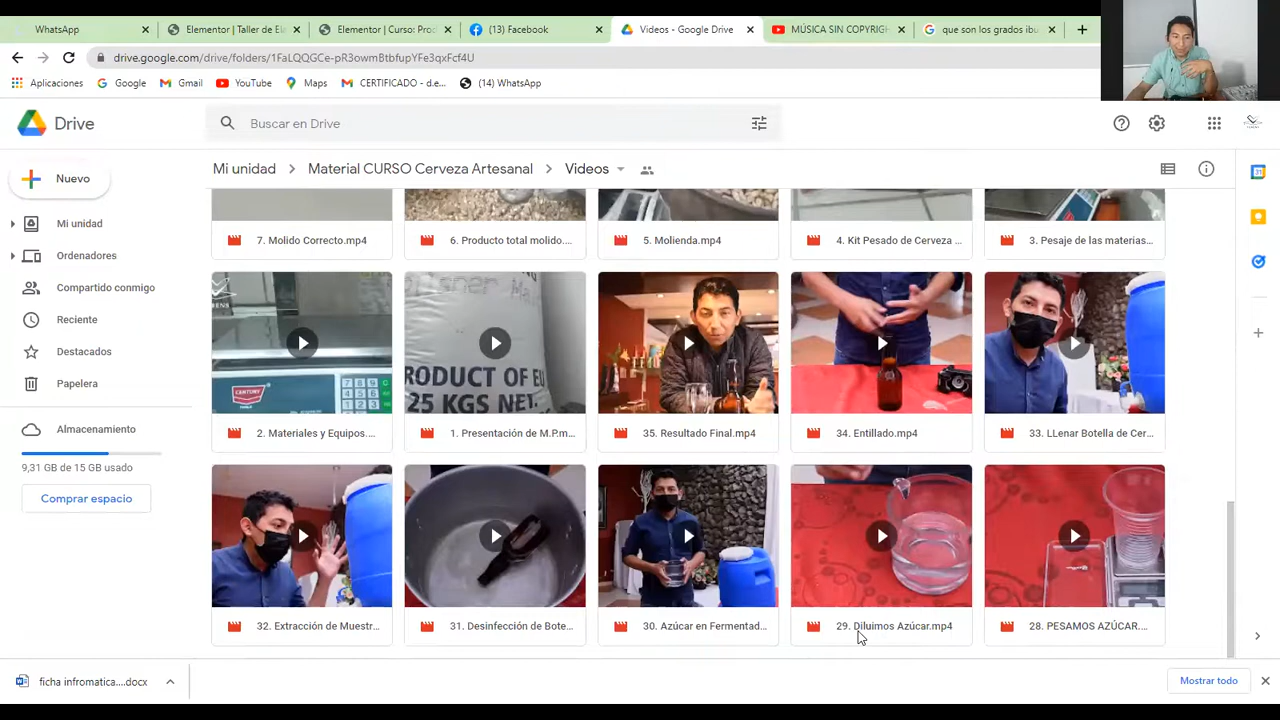 WhatsApp
Elementor | Taller de Ele
Elementor | Curso: Prod
(13) Facebook
Videos - Google Drive
MÚSICA SIN COPYRIGH
que son los grados ibu
drive.google.com/drive/folders/1FaLQQGCe-pR3owmBtbfupYFe3qxFcf4U
Aplicaciones
Google
Gmail
YouTube
Maps
CERTIFICADO - d.e...
(14) WhatsApp
Drive
Buscar en Drive
Nuevo
Mi unidad
Material CURSO Cerveza Artesanal
Videos
Mi unidad
Ordenadores
Compartido conmigo
Reciente
Destacados
Papelera
Almacenamiento
9,31 GB de 15 GB usado
Comprar espacio
7. Molido Correcto.mp4
6. Producto total molido....
5. Molienda.mp4
4. Kit Pesado de Cerveza ...
3. Pesaje de las materias...
PRODUCT OF EU
25 KGS NET.
2. Materiales y Equipos....
1. Presentación de M.P.m...
35. Resultado Final.mp4
34. Entillado.mp4
33. LLenar Botella de Cer...
32. Extracción de Muestr...
31. Desinfección de Bote...
30. Azúcar en Fermentad...
29. Diluimos Azúcar.mp4
28. PESAMOS AZÚCAR....
ficha infromatica....docx
Mostrar todo